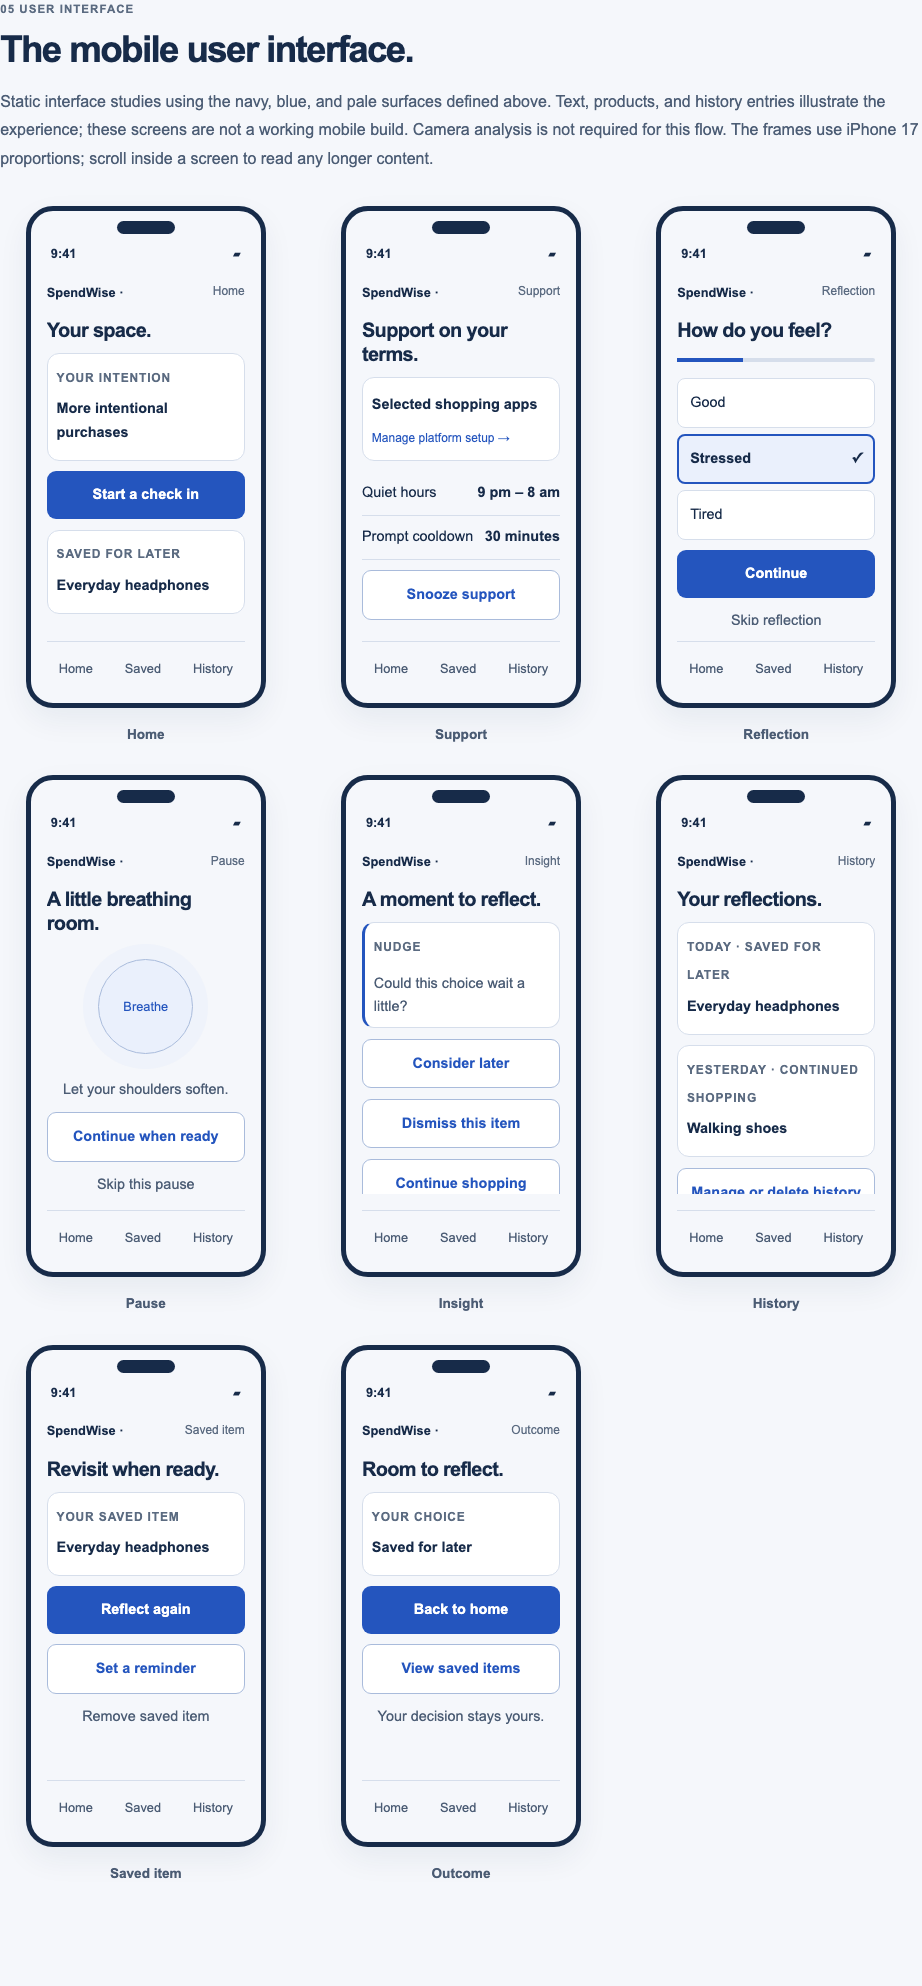 05 USER INTERFACE
The mobile user interface.
Static interface studies using the navy, blue, and pale surfaces defined above. Text, products, and history entries illustrate the
experience; these screens are not a working mobile build. Camera analysis is not required for this flow. The frames use iPhone 17
proportions; scroll inside a screen to read any longer content.
9:41
SpendWise ·
Home
Your space.
YOUR INTENTION
More intentional
purchases
Start a check in
SAVED FOR LATER
Everyday headphones
Home Saved History
Home
9:41
SpendWise ·
Support
Support on your
terms.
Selected shopping apps
Manage platform setup →
Quiet hours 9 pm – 8 am
Prompt cooldown 30 minutes
Snooze support
Home Saved History
Support
9:41
SpendWise ·
Reflection
How do you feel?
Good
Stressed ✓
Tired
Continue
Skip reflection
Home Saved History
Reflection
9:41
SpendWise ·
Pause
A little breathing
room.
Breathe
Let your shoulders soften.
Continue when ready
Skip this pause
Home Saved History
Pause
9:41
SpendWise ·
Insight
A moment to reflect.
NUDGE
Could this choice wait a
little?
Consider later
Dismiss this item
Continue shopping
Home Saved History
Insight
9:41
SpendWise ·
History
Your reflections.
TODAY · SAVED FOR
LATER
Everyday headphones
YESTERDAY · CONTINUED
SHOPPING
Walking shoes
Manage or delete history
Home Saved History
History
9:41
SpendWise ·
Saved item
Revisit when ready.
YOUR SAVED ITEM
Everyday headphones
Reflect again
Set a reminder
Remove saved item
Home Saved History
Saved item
9:41
SpendWise ·
Outcome
Room to reflect.
YOUR CHOICE
Saved for later
Back to home
View saved items
Your decision stays yours.
Home Saved History
Outcome